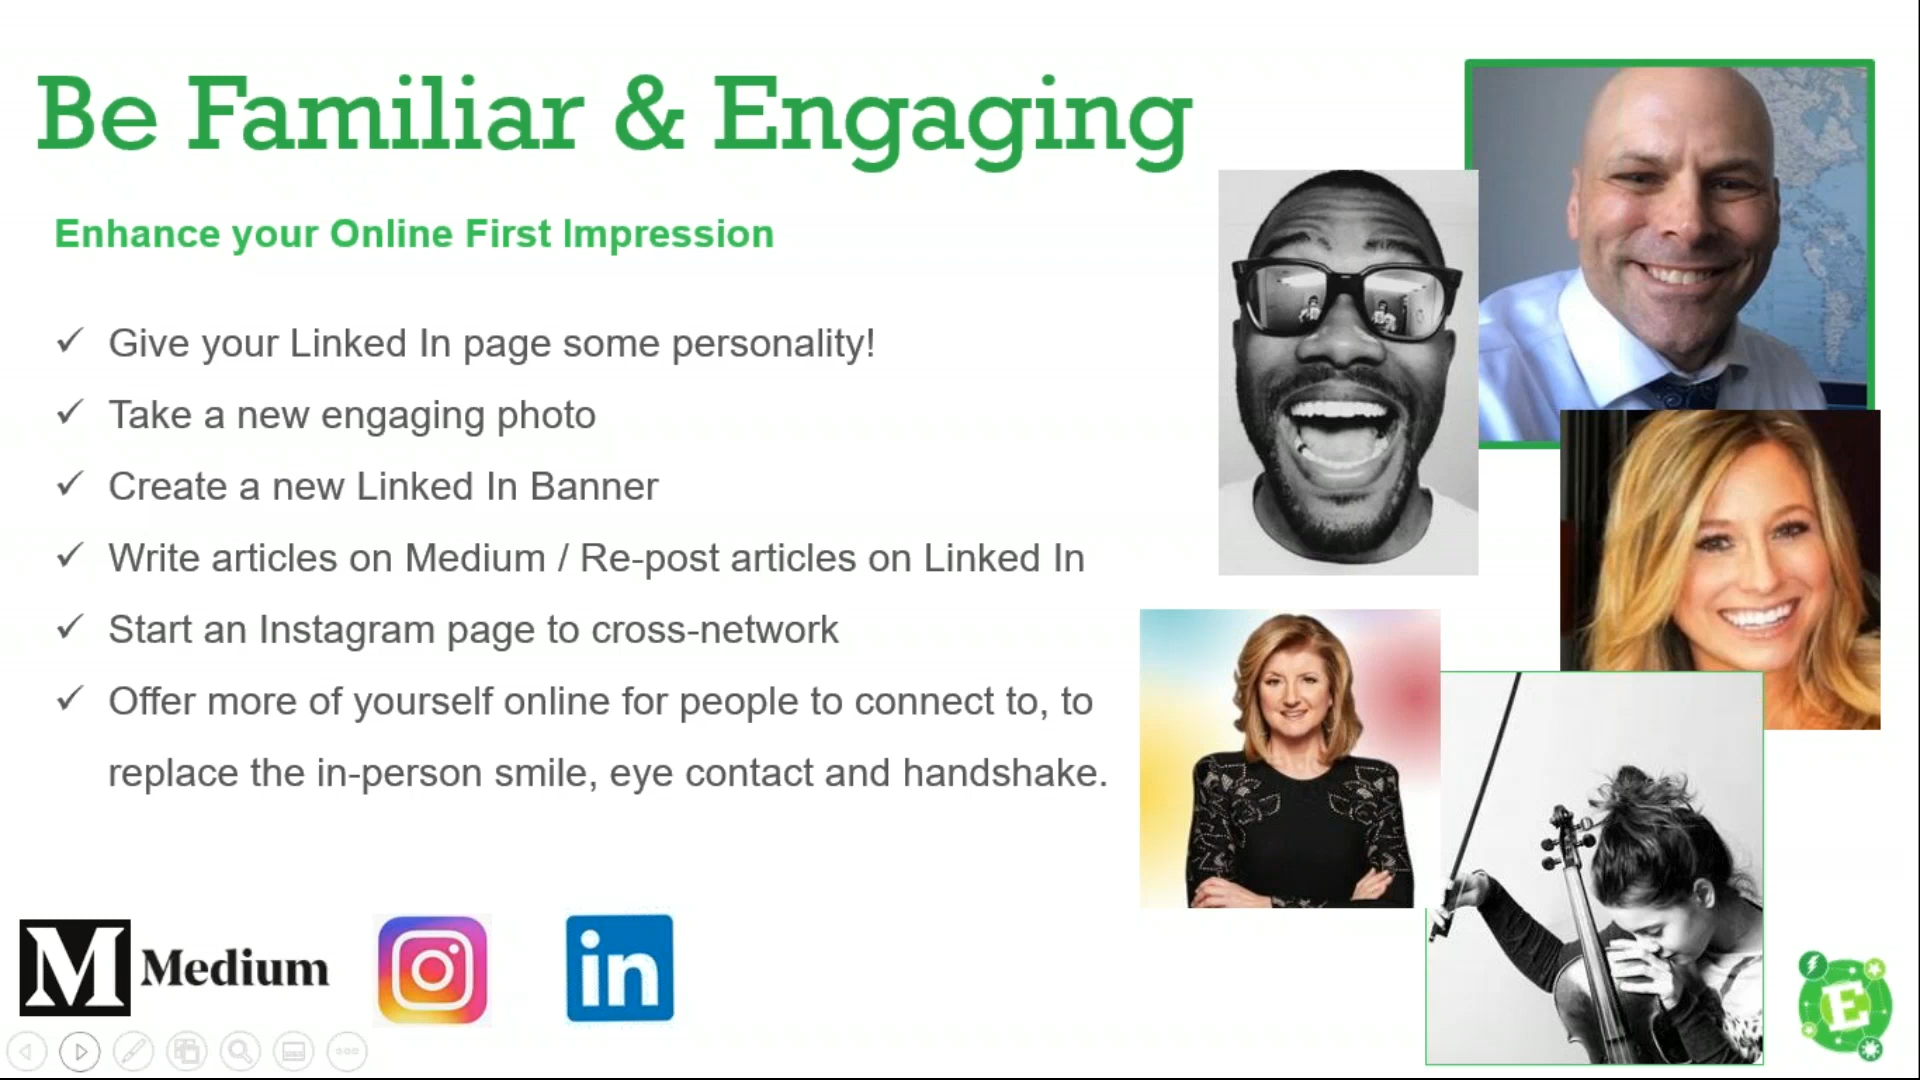 Be Familiar & Engaging
Enhance your Online First Impression
✓ Give your Linked In page some personality!
✓ Take a new engaging photo
✓ Create a new Linked In Banner
✓ Write articles on Medium / Re-post articles on Linked In
✓ Start an Instagram page to cross-network
✓ Offer more of yourself online for people to connect to, to
replace the in-person smile, eye contact and handshake.
M Medium
in
E